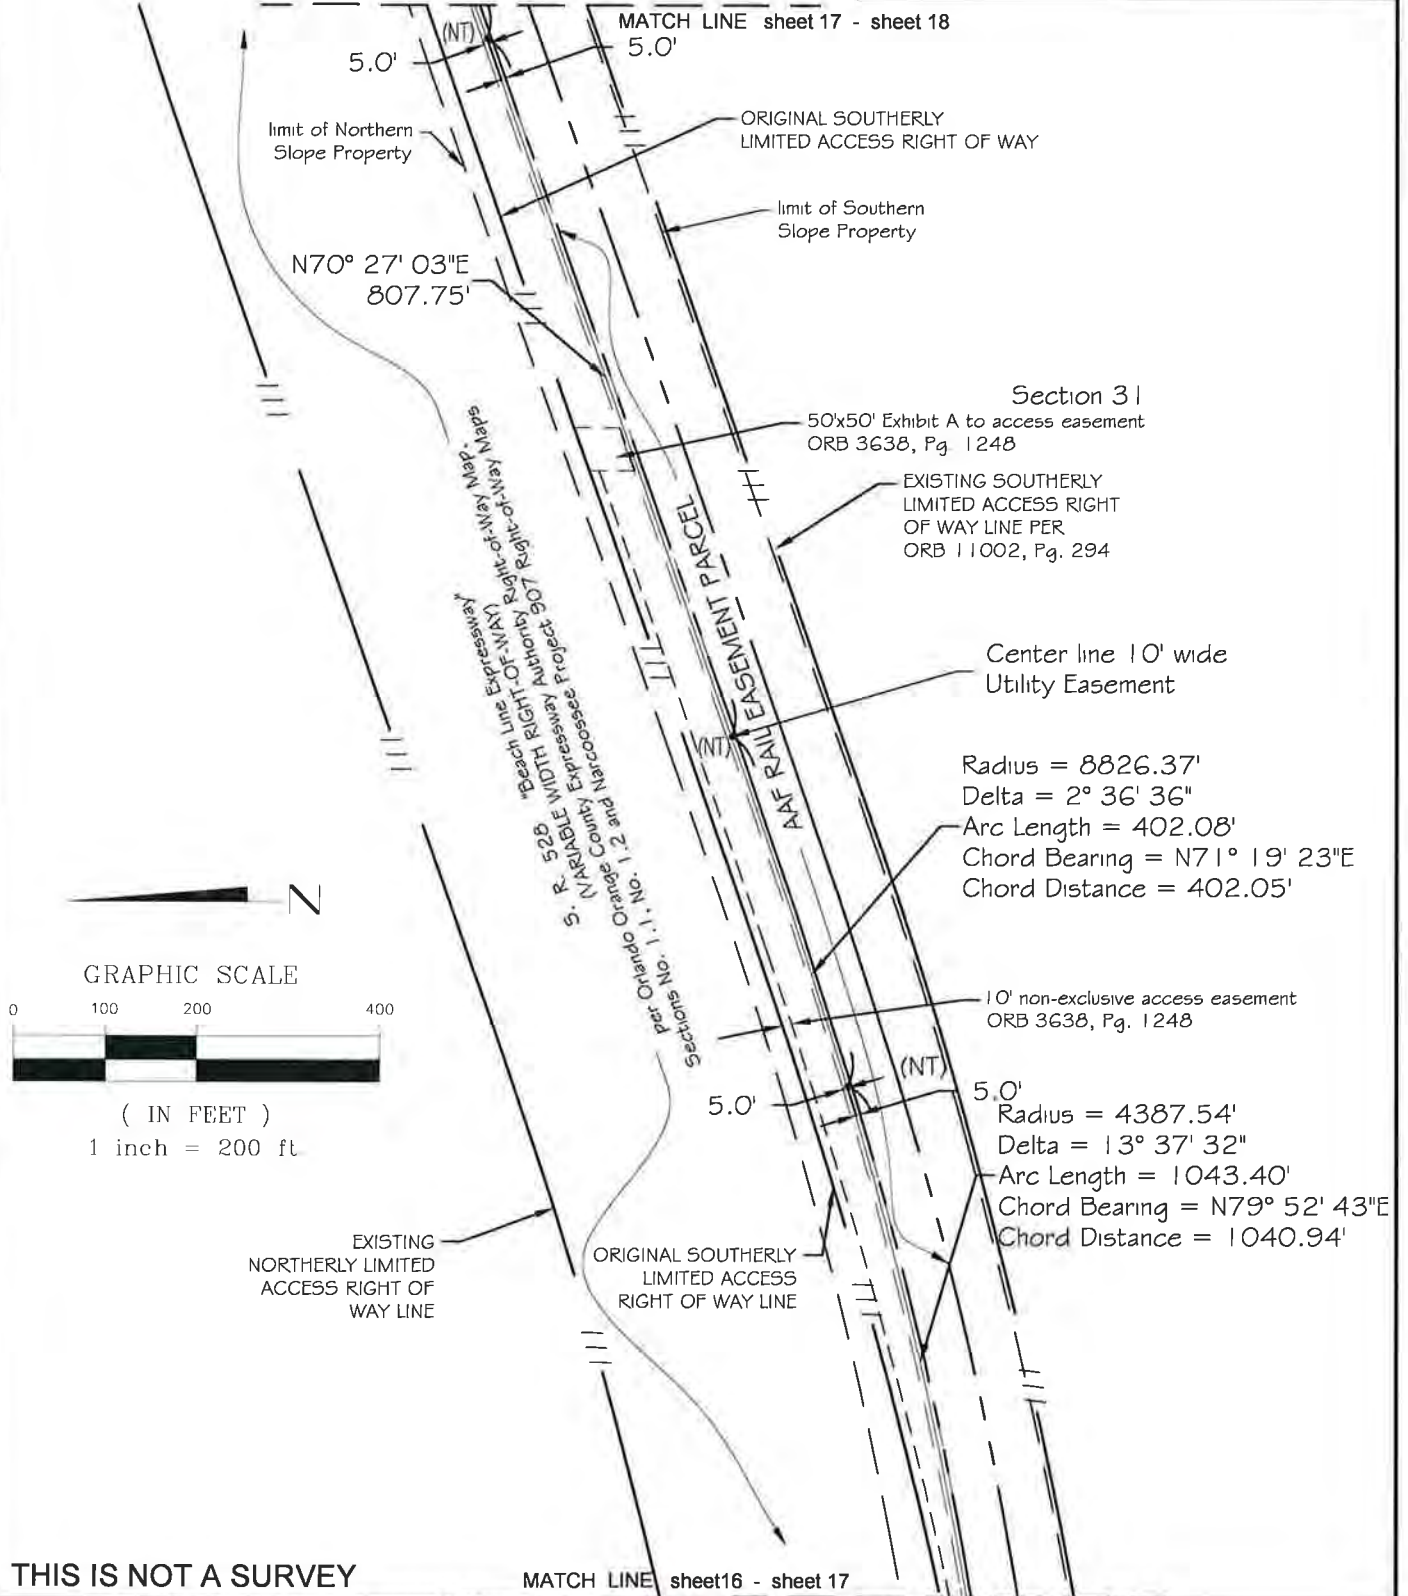 MATCH LINE sheet 17 - sheet 18
(NT)
5.0'
5.0'
limit of Northern
Slope Property
ORIGINAL SOUTHERLY
LIMITED ACCESS RIGHT OF WAY
limit of Southern
Slope Property
N70° 27' 03"E
807.75'
Section 31
50'x50' Exhibit A to access easement
ORB 3638, Pg. 1248
EXISTING SOUTHERLY
LIMITED ACCESS RIGHT
OF WAY LINE PER
ORB 11002, Pg. 294
AAF RAIL EASEMENT PARCEL
S. R. 528 "Beach Line Expressway"
(VARIABLE WIDTH RIGHT-OF-WAY)
Per Orlando Orange County Expressway Authority Right-of-Way Map.
Sections No. 1.1, No. 1.2 and Narcoossee Project 907 Right-of-Way Maps
Center line 10' wide
Utility Easement
(NT)
Radius = 8826.37'
Delta = 2° 36' 36"
Arc Length = 402.08'
Chord Bearing = N71° 19' 23"E
Chord Distance = 402.05'
N
GRAPHIC SCALE
0 100 200 400
( IN FEET )
1 inch = 200 ft
10' non-exclusive access easement
ORB 3638, Pg. 1248
(NT)
5.0'
5.0'
Radius = 4387.54'
Delta = 13° 37' 32"
Arc Length = 1043.40'
Chord Bearing = N79° 52' 43"E
Chord Distance = 1040.94'
EXISTING
NORTHERLY LIMITED
ACCESS RIGHT OF
WAY LINE
ORIGINAL SOUTHERLY
LIMITED ACCESS
RIGHT OF WAY LINE
THIS IS NOT A SURVEY
MATCH LINE sheet16 - sheet 17